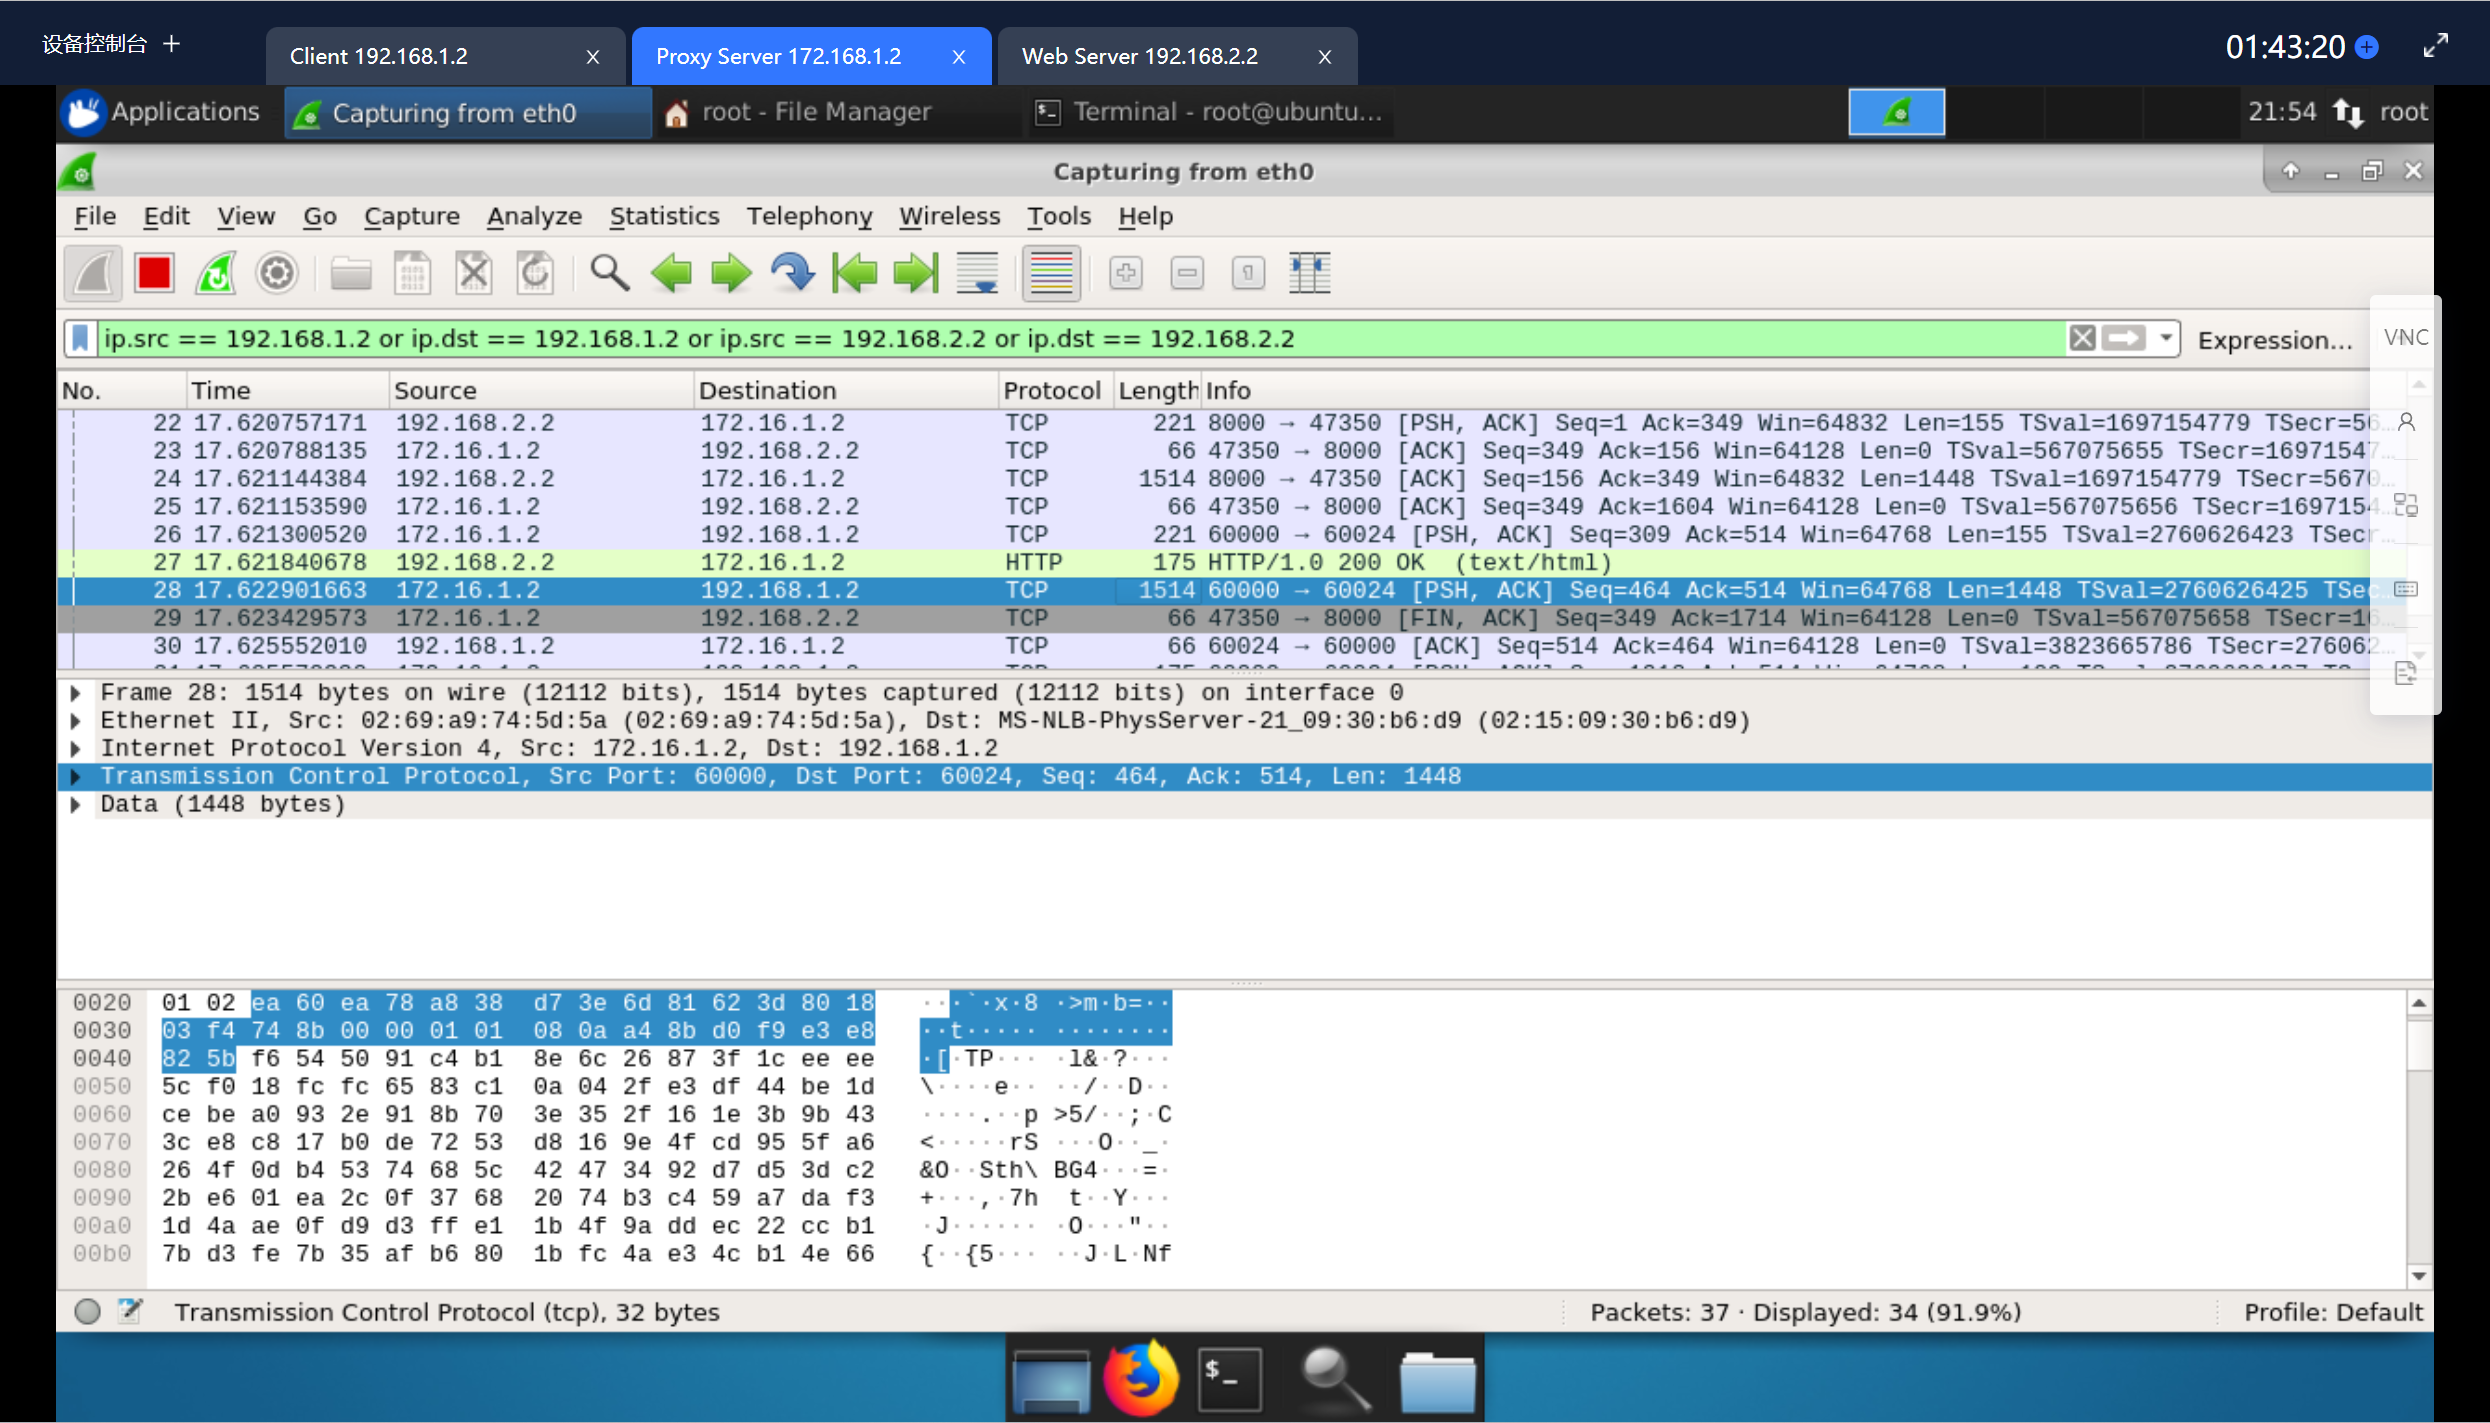 设备控制台 +
Client 192.168.1.2 x
Proxy Server 172.168.1.2 x
Web Server 192.168.2.2 x
01:43:20
Applications
Capturing from eth0
root - File Manager
Terminal - root@ubuntu...
21:54
root
Capturing from eth0
File Edit View Go Capture Analyze Statistics Telephony Wireless Tools Help
ip.src == 192.168.1.2 or ip.dst == 192.168.1.2 or ip.src == 192.168.2.2 or ip.dst == 192.168.2.2
Expression...
VNC
No. Time Source Destination Protocol Length Info
22 17.620757171 192.168.2.2 172.16.1.2 TCP 221 8000 → 47350 [PSH, ACK] Seq=1 Ack=349 Win=64832 Len=155 TSval=1697154779 TSecr=56…
23 17.620788135 172.16.1.2 192.168.2.2 TCP 66 47350 → 8000 [ACK] Seq=349 Ack=156 Win=64128 Len=0 TSval=567075655 TSecr=16971547…
24 17.621144384 192.168.2.2 172.16.1.2 TCP 1514 8000 → 47350 [ACK] Seq=156 Ack=349 Win=64832 Len=1448 TSval=1697154779 TSecr=5670…
25 17.621153590 172.16.1.2 192.168.2.2 TCP 66 47350 → 8000 [ACK] Seq=349 Ack=1604 Win=64128 Len=0 TSval=567075656 TSecr=1697154…
26 17.621300520 172.16.1.2 192.168.1.2 TCP 221 60000 → 60024 [PSH, ACK] Seq=309 Ack=514 Win=64768 Len=155 TSval=2760626423 TSecr…
27 17.621840678 192.168.2.2 172.16.1.2 HTTP 175 HTTP/1.0 200 OK (text/html)
28 17.622901663 172.16.1.2 192.168.1.2 TCP 1514 60000 → 60024 [PSH, ACK] Seq=464 Ack=514 Win=64768 Len=1448 TSval=2760626425 TSec…
29 17.623429573 172.16.1.2 192.168.2.2 TCP 66 47350 → 8000 [FIN, ACK] Seq=349 Ack=1714 Win=64128 Len=0 TSval=567075658 TSecr=16…
30 17.625552010 192.168.1.2 172.16.1.2 TCP 66 60024 → 60000 [ACK] Seq=514 Ack=464 Win=64128 Len=0 TSval=3823665786 TSecr=276062…
Frame 28: 1514 bytes on wire (12112 bits), 1514 bytes captured (12112 bits) on interface 0
Ethernet II, Src: 02:69:a9:74:5d:5a (02:69:a9:74:5d:5a), Dst: MS-NLB-PhysServer-21_09:30:b6:d9 (02:15:09:30:b6:d9)
Internet Protocol Version 4, Src: 172.16.1.2, Dst: 192.168.1.2
Transmission Control Protocol, Src Port: 60000, Dst Port: 60024, Seq: 464, Ack: 514, Len: 1448
Data (1448 bytes)
0020 01 02 ea 60 ea 78 a8 38 d7 3e 6d 81 62 3d 80 18 ···`·x·8 ·>m·b=··
0030 03 f4 74 8b 00 00 01 01 08 0a a4 8b d0 f9 e3 e8 ··t····· ········
0040 82 5b f6 54 50 91 c4 b1 8e 6c 26 87 3f 1c ee ee ·[·TP··· ·l&·?···
0050 5c f0 18 fc fc 65 83 c1 0a 04 2f e3 df 44 be 1d \····e·· ··/··D··
0060 ce be a0 93 2e 91 8b 70 3e 35 2f 16 1e 3b 9b 43 ····.··p >5/··;·C
0070 3c e8 c8 17 b0 de 72 53 d8 16 9e 4f cd 95 5f a6 <·····rS ···O··_·
0080 26 4f 0d b4 53 74 68 5c 42 47 34 92 d7 d5 3d c2 &O··Sth\ BG4···=·
0090 2b e6 01 ea 2c 0f 37 68 20 74 b3 c4 59 a7 da f3 +···,·7h t··Y···
00a0 1d 4a ae 0f d9 d3 ff e1 1b 4f 9a dd ec 22 cc b1 ·J······ ·O···"··
00b0 7b d3 fe 7b 35 af b6 80 1b fc 4a e3 4c b1 4e 66 {··{5··· ··J·L·Nf
Transmission Control Protocol (tcp), 32 bytes
Packets: 37 · Displayed: 34 (91.9%)
Profile: Default
$_